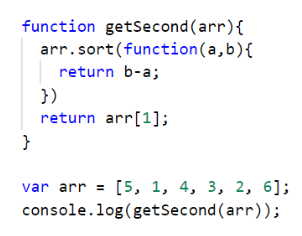 function getSecond(arr){
  arr.sort(function(a,b){
    return b-a;
  })
  return arr[1];
}

var arr = [5, 1, 4, 3, 2, 6];
console.log(getSecond(arr));